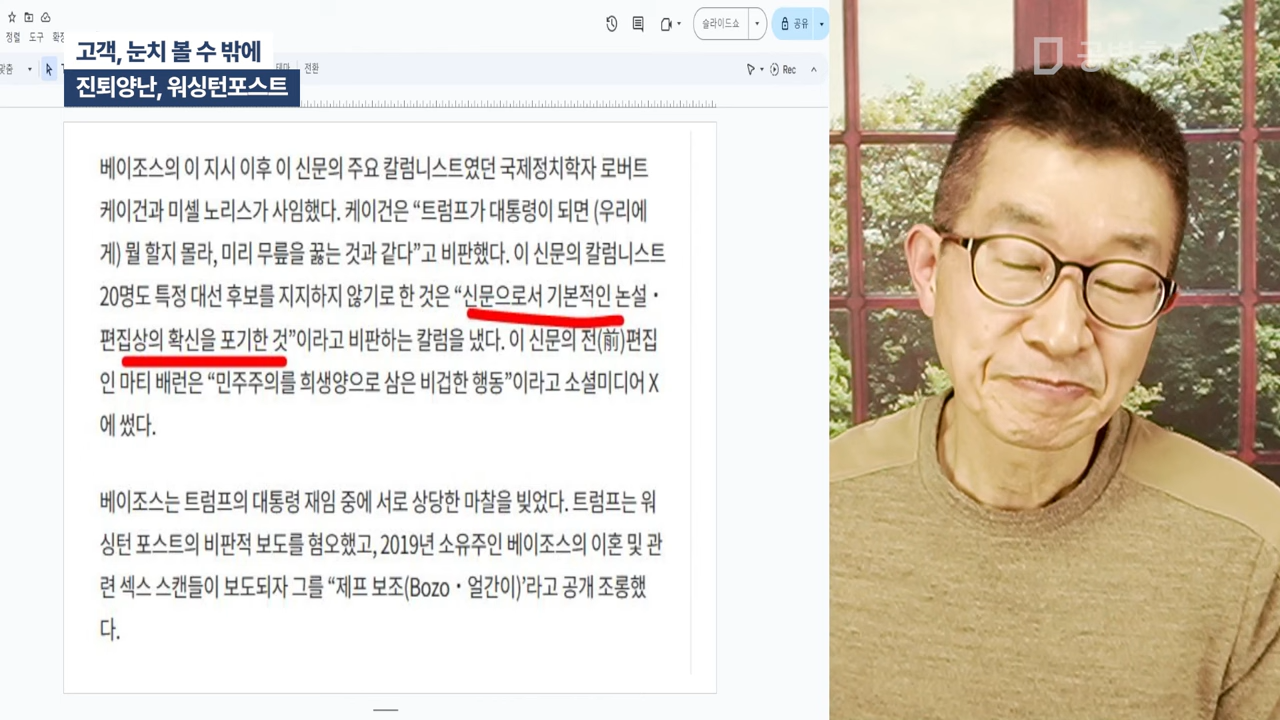 정렬 도구
슬라이드쇼
공유
고객, 눈치 볼 수 밖에
진퇴양난, 워싱턴포스트
전환
Rec
베이조스의 이 지시 이후 이 신문의 주요 칼럼니스트였던 국제정치학자 로버트
케이건과 미셸 노리스가 사임했다. 케이건은 “트럼프가 대통령이 되면 (우리에
게) 뭘 할지 몰라, 미리 무릎을 꿇는 것과 같다”고 비판했다. 이 신문의 칼럼니스트
20명도 특정 대선 후보를 지지하지 않기로 한 것은 “신문으로서 기본적인 논설·
편집상의 확신을 포기한 것”이라고 비판하는 칼럼을 냈다. 이 신문의 전(前)편집
인 마티 배런은 “민주주의를 희생양으로 삼은 비겁한 행동”이라고 소셜미디어 X
에 썼다.
베이조스는 트럼프의 대통령 재임 중에 서로 상당한 마찰을 빚었다. 트럼프는 워
싱턴 포스트의 비판적 보도를 혐오했고, 2019년 소유주인 베이조스의 이혼 및 관
련 섹스 스캔들이 보도되자 그를 “제프 보조(Bozo·얼간이)’라고 공개 조롱했
다.